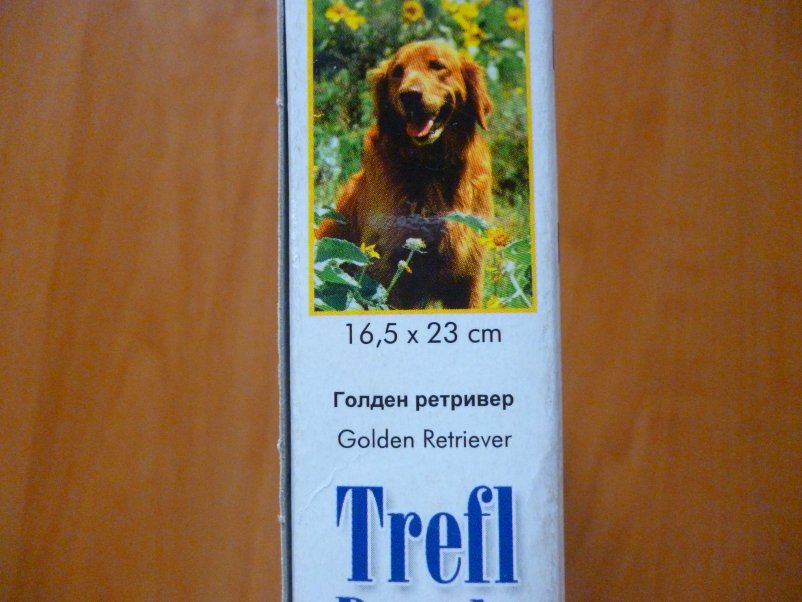 16,5 x 23 cm
Голден ретривер
Golden Retriever
Trefl